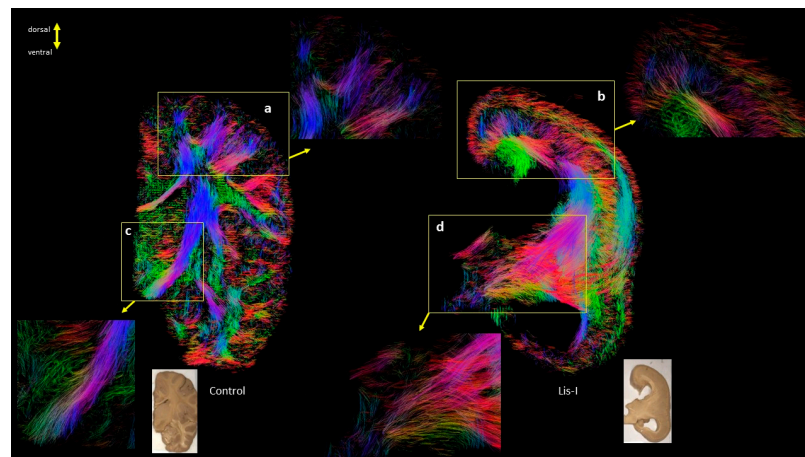 dorsal
ventral
a
b
c
d
Control
Lis-I